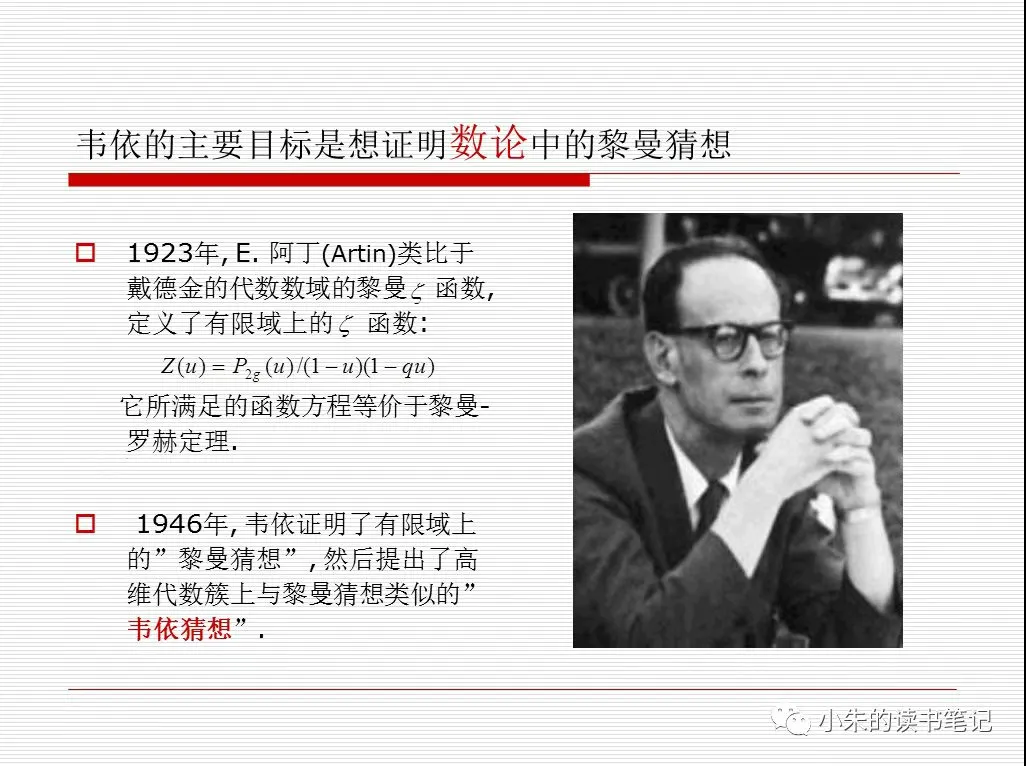 韦依的主要目标是想证明数论中的黎曼猜想
1923年, E. 阿丁(Artin)类比于
戴德金的代数数域的黎曼ζ 函数,
定义了有限域上的ζ 函数:
Z(u) = P₂g(u)/(1−u)(1−qu)
它所满足的函数方程等价于黎曼-
罗赫定理.
1946年, 韦依证明了有限域上
的”黎曼猜想”, 然后提出了高
维代数簇上与黎曼猜想类似的”
韦依猜想”.
小朱的读书笔记